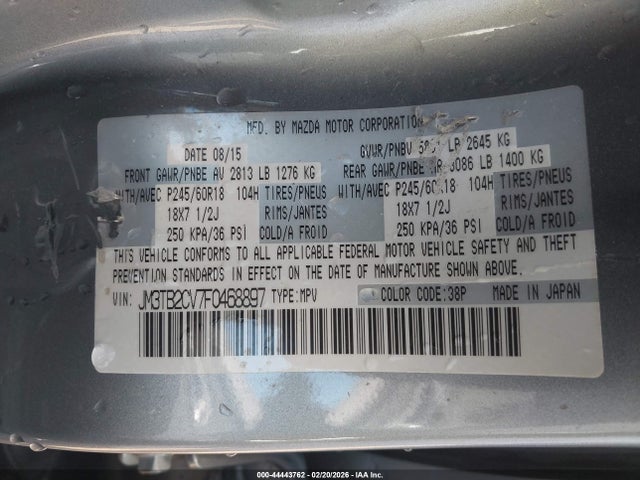 MFD. BY MAZDA MOTOR CORPORATION
DATE 08/15 GVWR/PNBV LB 2645 KG
FRONT GAWR/PNBE AV 2813 LB 1276 KG REAR GAWR/PNBE 3086 LB 1400 KG
WITH/AVEC P245/60R18 104H TIRES/PNEUS WITH/AVEC P245/60R18 104H TIRES/PNEUS
18X7 1/2J RIMS/JANTES 18X7 1/2J RIMS/JANTES
250 KPA/36 PSI COLD/A FROID 250 KPA/36 PSI COLD/A FROID
THIS VEHICLE CONFORMS TO ALL APPLICABLE FEDERAL MOTOR VEHICLE SAFETY AND THEFT
PREVENTION STANDARDS IN EFFECT ON THE DATE OF MANUFACTURE SHOWN ABOVE.
VIN: JM3TB2CV7F0468897 TYPE:MPV COLOR CODE:38P MADE IN JAPAN
000-44443762 - 02/20/2026 - IAA Inc.